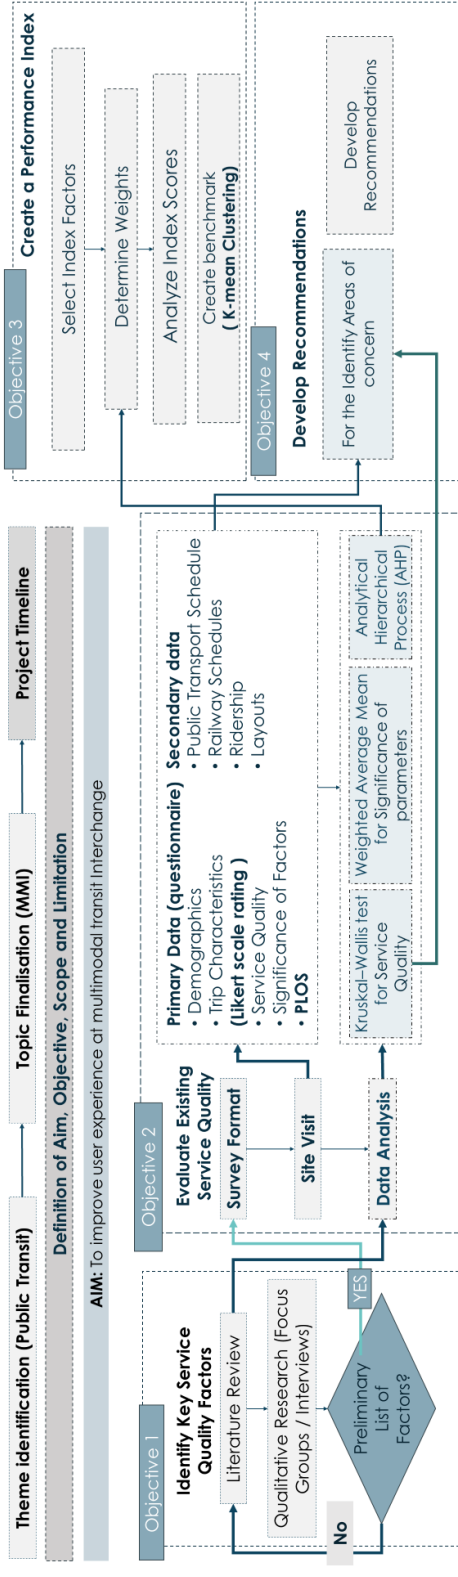 Theme identification (Public Transit)
Topic Finalisation (MMI)
Project Timeline
Definition of Aim, Objective, Scope and Limitation
AIM: To improve user experience at multimodal transit Interchange
Objective 1
Identify Key Service
Quality Factors
Literature Review
Qualitative Research (Focus
Groups / Interviews)
Preliminary
List of
Factors?
No
YES
Objective 2
Evaluate Existing
Service Quality
Survey Format
Site Visit
Data Analysis
Primary Data (questionnaire)
• Demographics
• Trip Characteristics
(Likert scale rating )
• Service Quality
• Significance of Factors
• PLOS
Secondary data
• Public Transport Schedule
• Railway Schedules
• Ridership
• Layouts
Kruskal–Wallis test
for Service
Quality
Weighted Average Mean
for Significance of
parameters
Analytical
Hierarchical
Process (AHP)
Objective 3
Create a Performance Index
Select Index Factors
Determine Weights
Analyze Index Scores
Create benchmark
( K-mean Clustering)
Objective 4
Develop Recommendations
For the Identify Areas of
concern
Develop
Recommendations